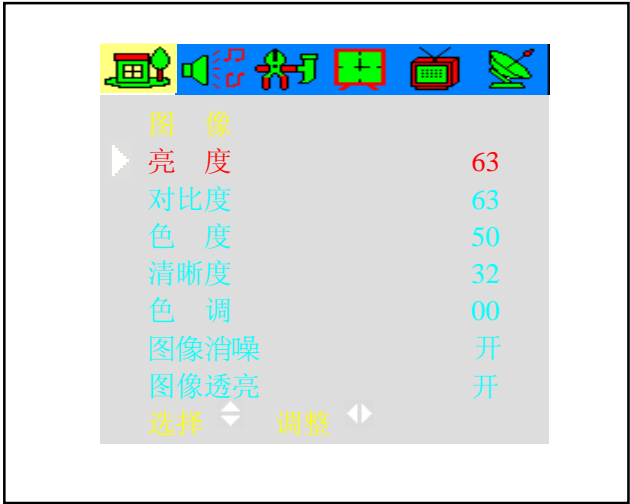 图 像
亮 度 63
对比度 63
色 度 50
清晰度 32
色 调 00
图像消噪 开
图像透亮 开
选择 调整